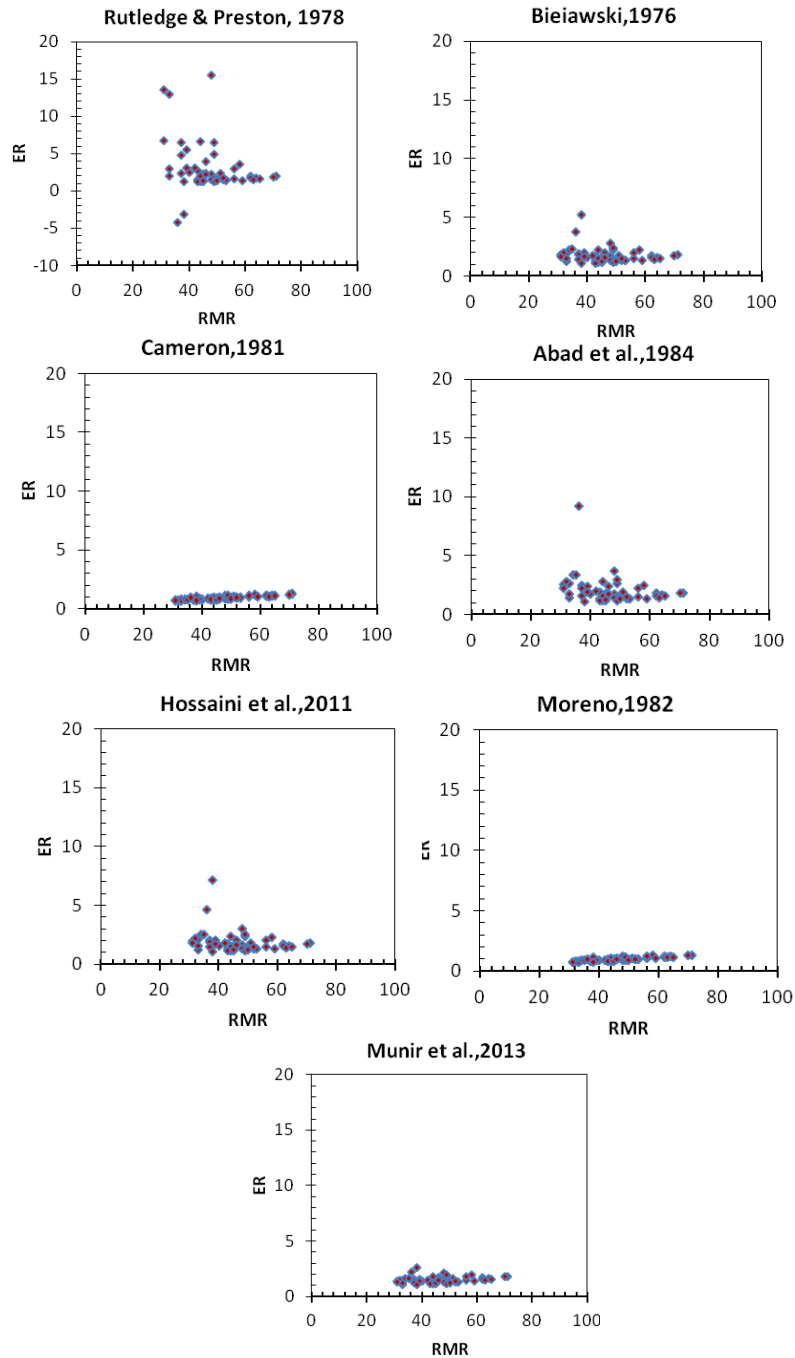 Rutledge & Preston, 1978
20
15
10
5
0
-5
-10
ER
0 20 40 60 80 100
RMR
Bieiawski,1976
20
15
10
5
0
ER
0 20 40 60 80 100
RMR
Cameron,1981
20
15
10
5
0
ER
0 20 40 60 80 100
RMR
Abad et al.,1984
20
15
10
5
0
ER
0 20 40 60 80 100
RMR
Hossaini et al.,2011
20
15
10
5
0
ER
0 20 40 60 80 100
RMR
Moreno,1982
20
15
10
5
0
ER
0 20 40 60 80 100
RMR
Munir et al.,2013
20
15
10
5
0
ER
0 20 40 60 80 100
RMR